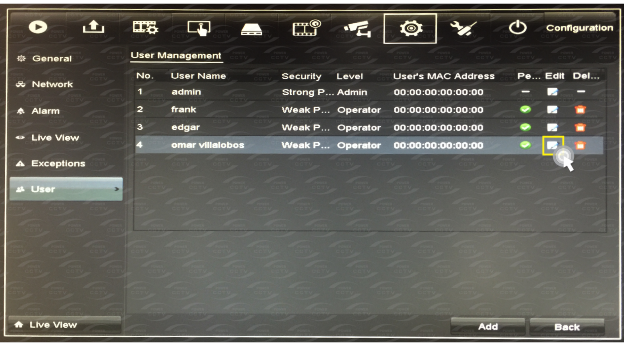 Configuration
General
Network
Alarm
Live View
Exceptions
User >
User Management
No. User Name Security Level User's MAC Address Pe... Edit Del...
1 admin Strong P... Admin 00:00:00:00:00:00
2 frank Weak P... Operator 00:00:00:00:00:00
3 edgar Weak P... Operator 00:00:00:00:00:00
4 omar villalobos Weak P... Operator 00:00:00:00:00:00
Live View
Add Back